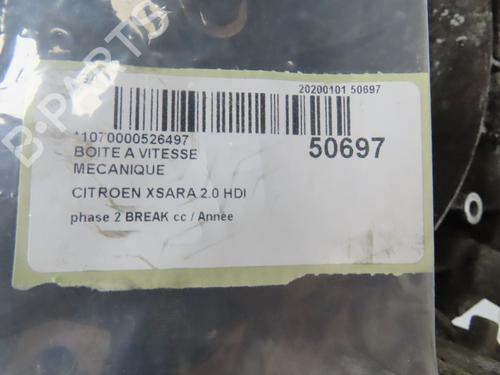 20200101 50697
11070000526497
50697
BOITE A VITESSE
MECANIQUE
CITROEN XSARA 2.0 HDI
phase 2 BREAK cc / Année
B-PARTS